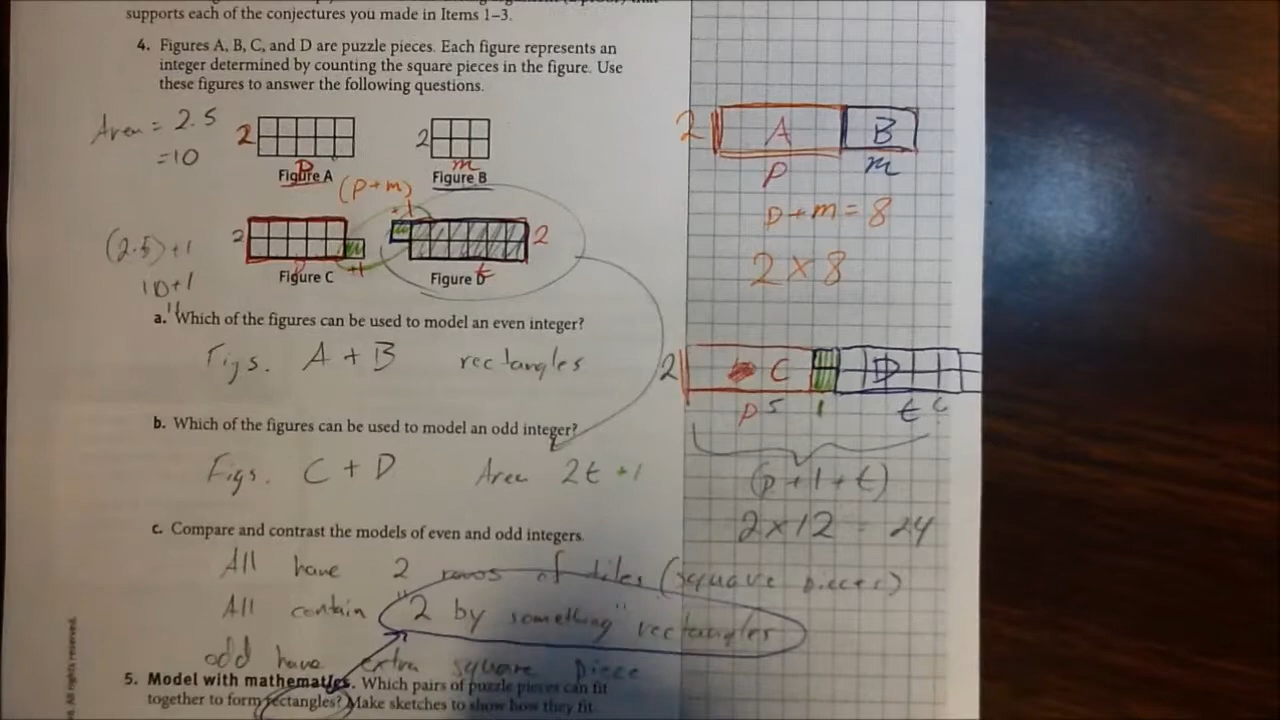 supports each of the conjectures you made in Items 1–3.
4. Figures A, B, C, and D are puzzle pieces. Each figure represents an
integer determined by counting the square pieces in the figure. Use
these figures to answer the following questions.
Area = 2·5
=10
2
2
p
m
Figure A
Figure B
(p+m)
(2·5)+1
10+1
11
2
2
p
+1
t
Figure C
Figure D
a. Which of the figures can be used to model an even integer?
Figs. A + B rectangles
b. Which of the figures can be used to model an odd integer?
Figs. C + D Area 2t +1
c. Compare and contrast the models of even and odd integers.
All have 2 rows of tiles (square pieces)
All contain "2 by something" rectangles
odd have extra square piece
5. Model with mathematics. Which pairs of puzzle pieces can fit
together to form rectangles? Make sketches to show how they fit.
2 A B
p m
p+m = 8
2 × 8
2 C D
p 5 1 t
(p+1+t)
2×12 = 24
All rights reserved.